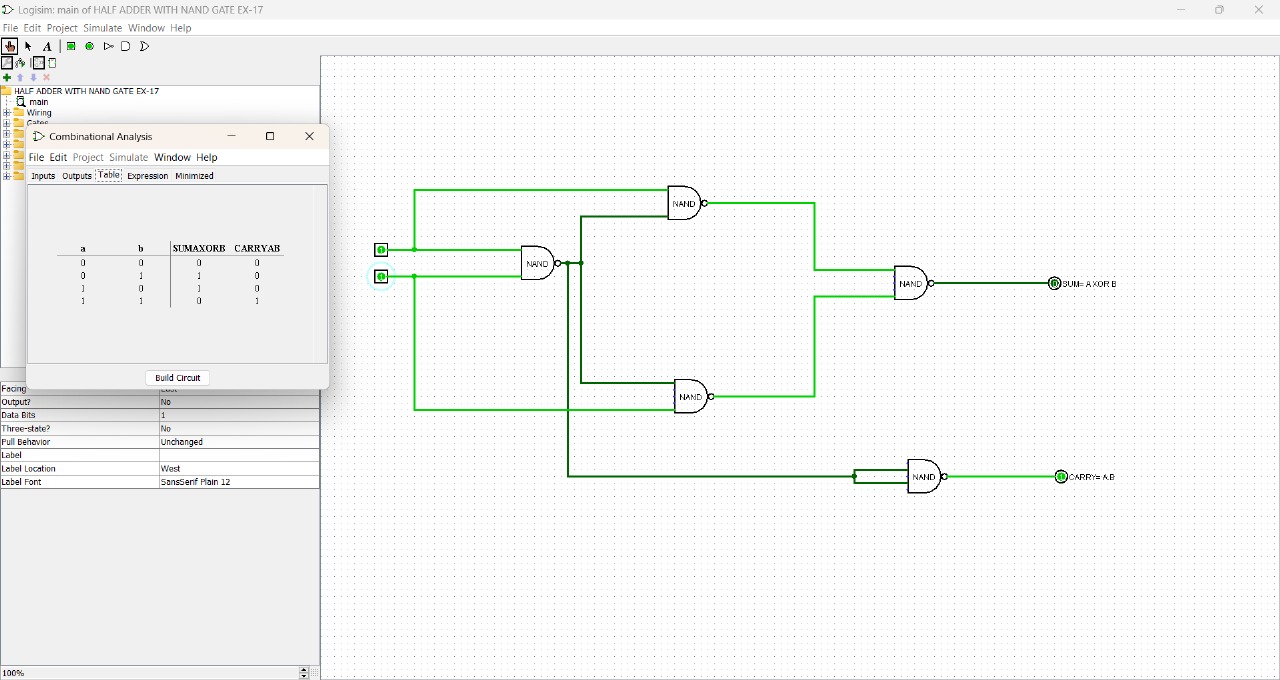 Logisim: main of HALF ADDER WITH NAND GATE EX-17
File Edit Project Simulate Window Help
A
HALF ADDER WITH NAND GATE EX-17
main
Wiring
Gates
Combinational Analysis
File Edit Project Simulate Window Help
Inputs Outputs Table Expression Minimized
a b SUMAXORB CARRYAB
0 0 0 0
0 1 1 0
1 0 1 0
1 1 0 1
Build Circuit
Facing East
Output? No
Data Bits 1
Three-state? No
Pull Behavior Unchanged
Label
Label Location West
Label Font SansSerif Plain 12
100%
NAND
1
NAND
1
NAND
0 SUM= A XOR B
NAND
NAND
1 CARRY= A.B